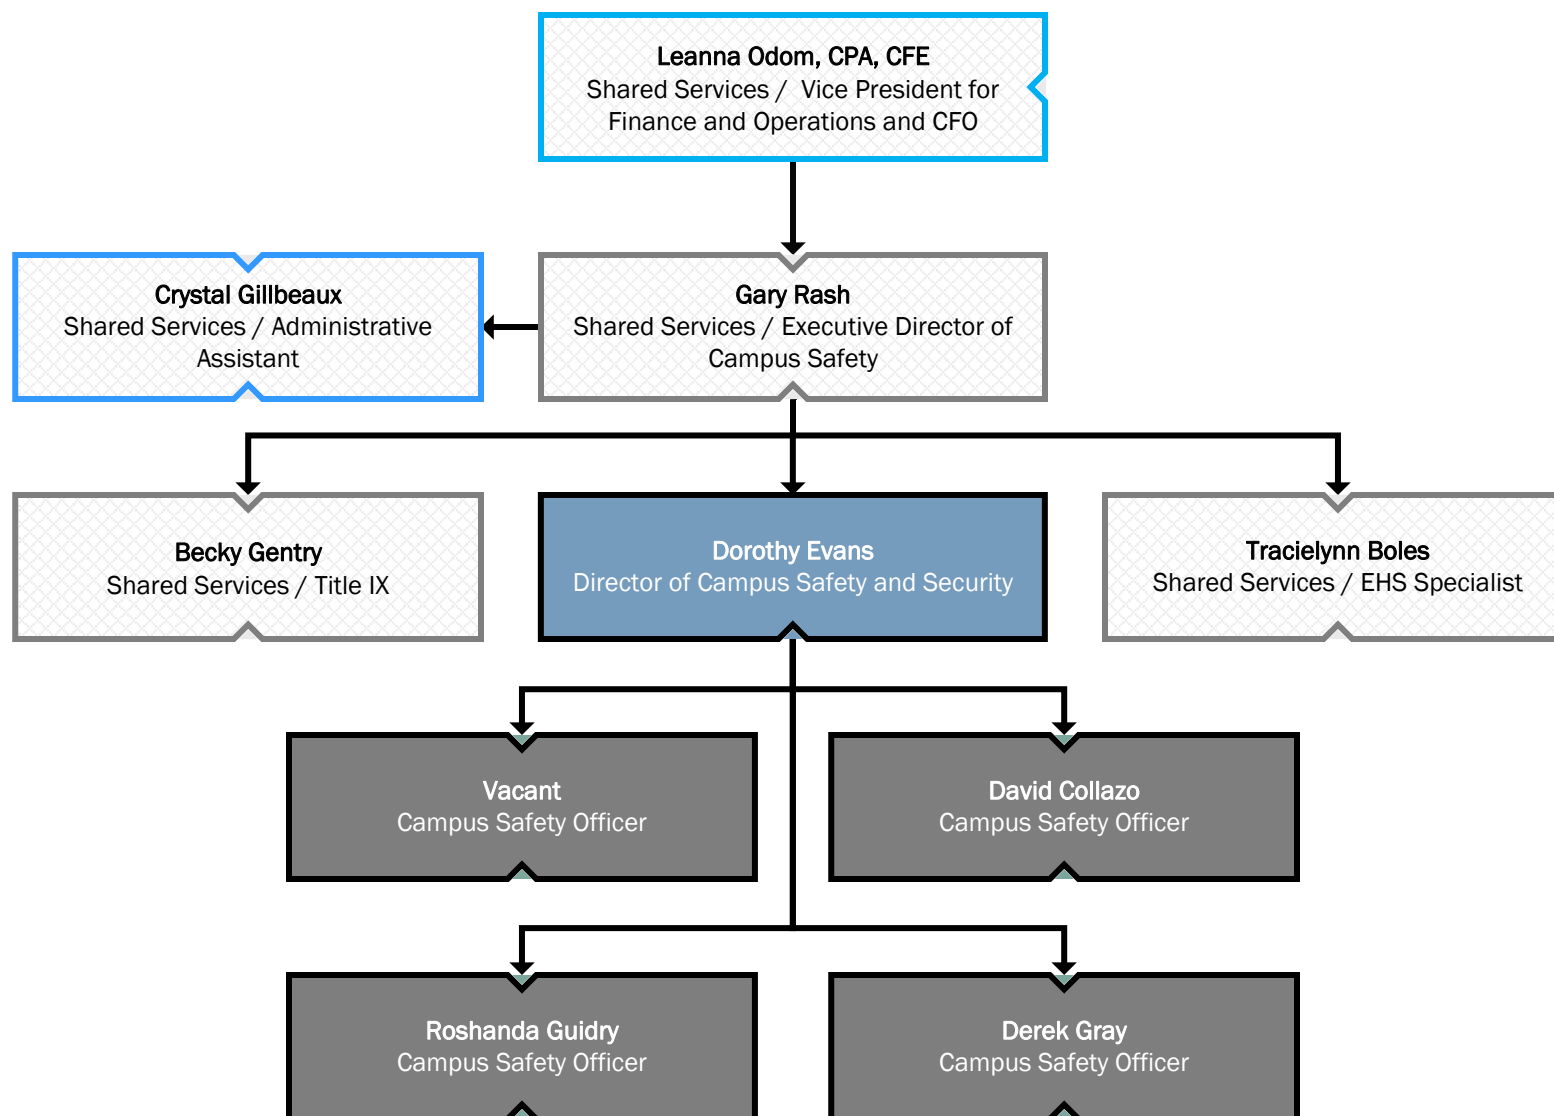 Leanna Odom, CPA, CFE
Shared Services /  Vice President for
Finance and Operations and CFO
Crystal Gillbeaux
Shared Services / Administrative
Assistant
Gary Rash
Shared Services / Executive Director of
Campus Safety
Becky Gentry
Shared Services / Title IX
Dorothy Evans
Director of Campus Safety and Security
Tracielynn Boles
Shared Services / EHS Specialist
Vacant
Campus Safety Officer
David Collazo
Campus Safety Officer
Roshanda Guidry
Campus Safety Officer
Derek Gray
Campus Safety Officer